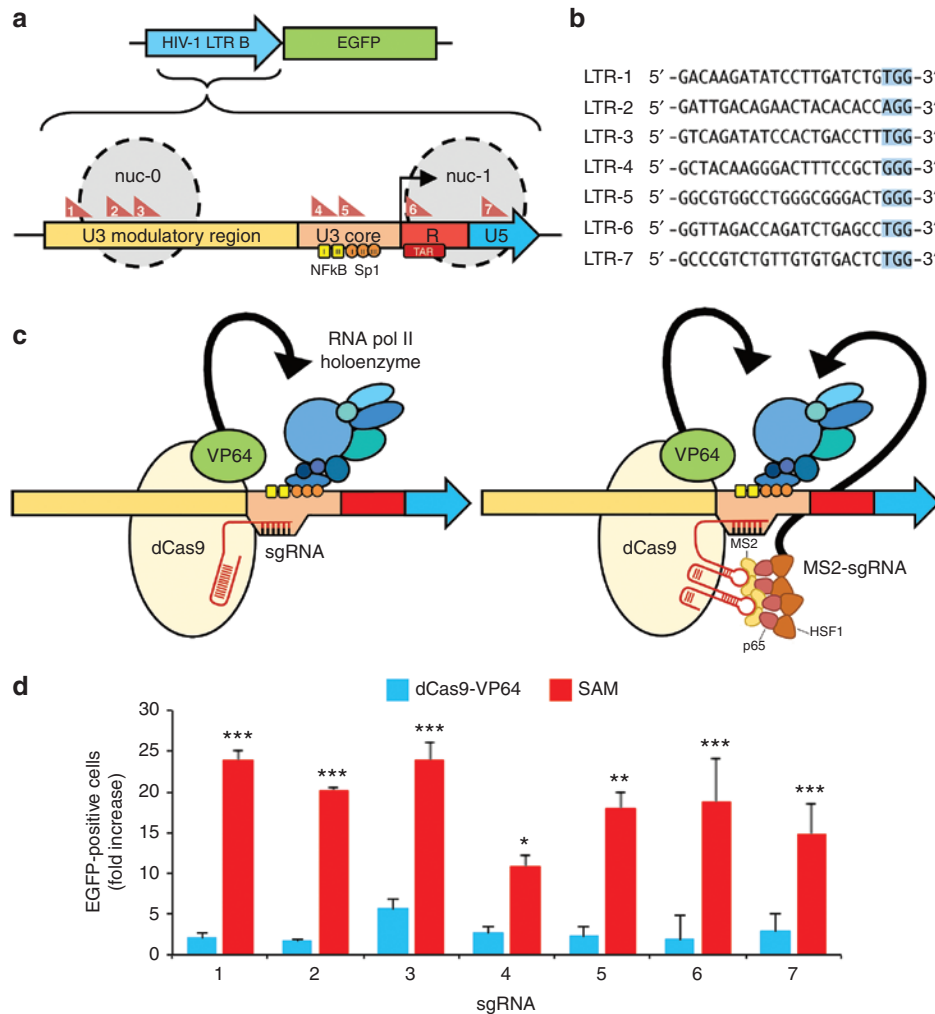 a
HIV-1 LTR B
EGFP
nuc-0
nuc-1
1
2
3
4
5
6
7
U3 modulatory region
U3 core
R
U5
I
II
I
II
III
TAR
NFkB
Sp1
b
LTR-1 5′ -GACAAGATATCCTTGATCTGTGG-3′
LTR-2 5′ -GATTGACAGAACTACACACCAGG-3′
LTR-3 5′ -GTCAGATATCCACTGACCTTTGG-3′
LTR-4 5′ -GCTACAAGGGACTTTCCGCTGGG-3′
LTR-5 5′ -GGCGTGGCCTGGGCGGGACTGGG-3′
LTR-6 5′ -GGTTAGACCAGATCTGAGCCTGG-3′
LTR-7 5′ -GCCCGTCTGTTGTGTGACTCTGG-3′
c
RNA pol II
holoenzyme
VP64
dCas9
sgRNA
VP64
dCas9
MS2
MS2-sgRNA
p65
HSF1
d
dCas9-VP64
SAM
EGFP-positive cells
(fold increase)
30
25
20
15
10
5
0
***
***
***
*
**
***
***
1 2 3 4 5 6 7
sgRNA